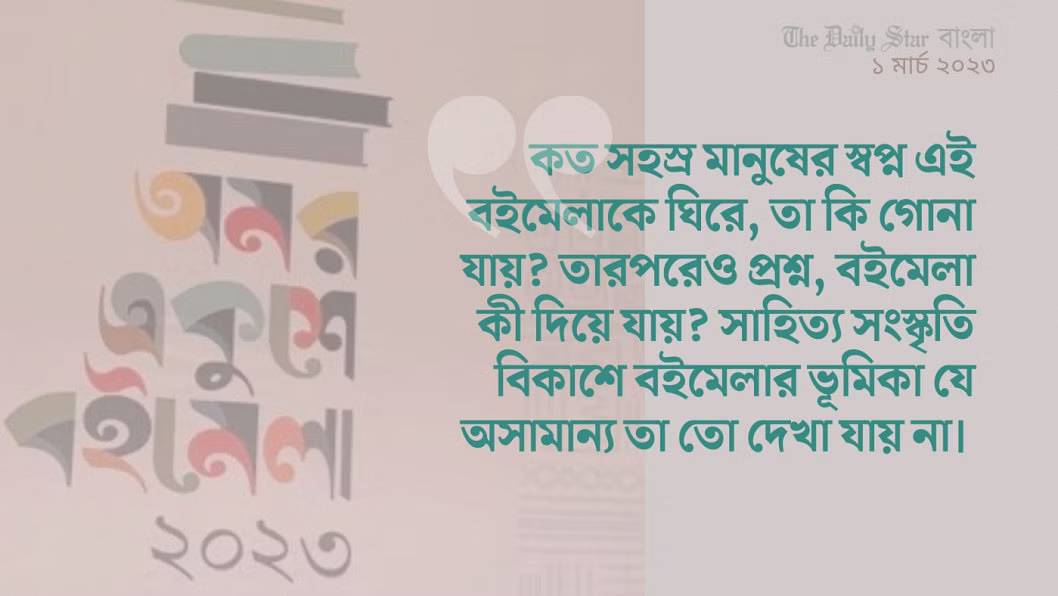 The Daily Star বাংলা
১ মার্চ ২০২৩
কত সহস্র মানুষের স্বপ্ন এই
বইমেলাকে ঘিরে, তা কি গোনা
যায়? তারপরেও প্রশ্ন, বইমেলা
কী দিয়ে যায়? সাহিত্য সংস্কৃতি
বিকাশে বইমেলার ভূমিকা যে
অসামান্য তা তো দেখা যায় না।
অমর
একুশে
বইমেলা
২০২৩